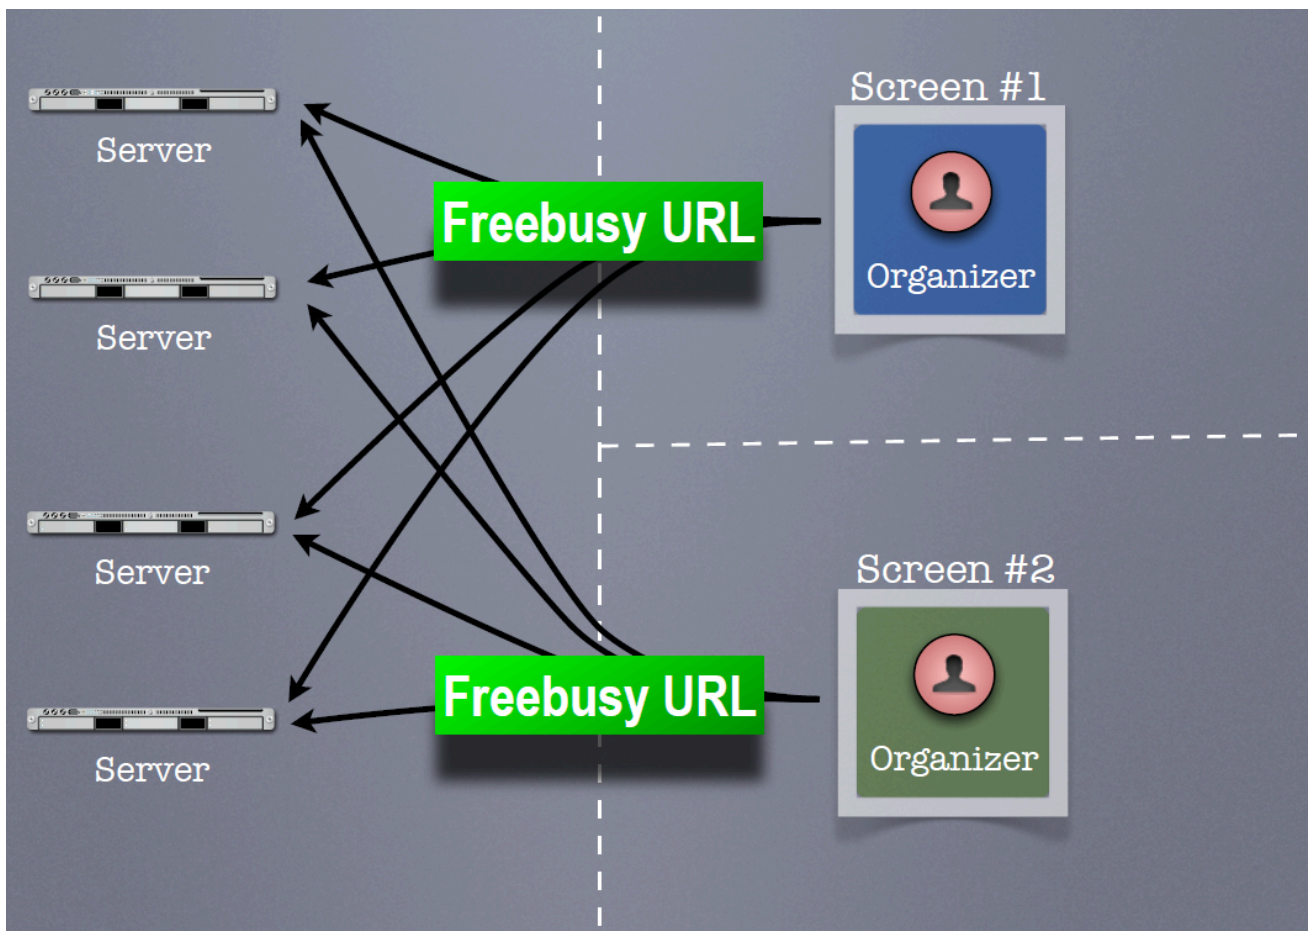 Screen #1
Server
Freebusy URL
Organizer
Server
Screen #2
Server
Freebusy URL
Organizer
Server